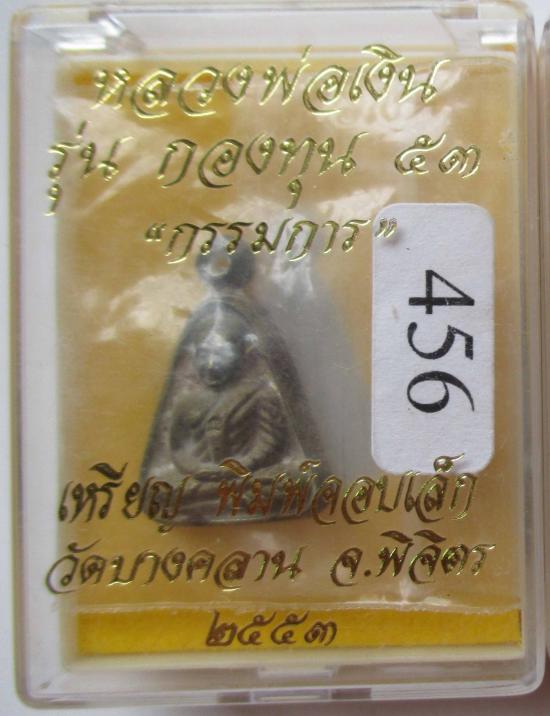 หลวงพ่อเงิน
รุ่น กองทุน ๕๓
“กรรมการ”
456
เหรียญ พิมพ์จอบเล็ก
วัดบางคลาน จ.พิจิตร
๒๕๕๓